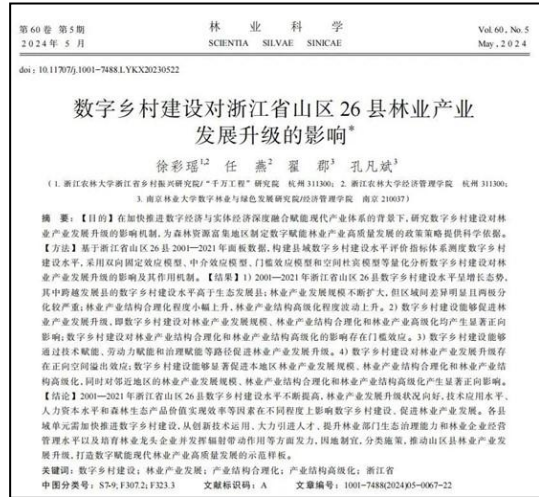 第60卷 第5期
2024年5月
林业科学
SCIENTIA SILVAE SINICAE
Vol. 60, No. 5
May, 2024
doi: 10.11707/j.1001-7488.LYKX20230522
数字乡村建设对浙江省山区26县林业产业
发展升级的影响*
徐彩瑶1,2 任燕2 翟郡3 孔凡斌3
(1. 浙江农林大学浙江省乡村振兴研究院/“千万工程”研究院 杭州 311300; 2. 浙江农林大学经济管理学院 杭州 311300;
3. 南京林业大学数字林业与绿色发展研究院/经济管理学院 南京 210037)
摘 要:【目的】在加快推进数字经济与实体经济深度融合赋能现代产业体系的背景下,研究数字乡村建设对林
业产业发展升级的影响机制,为森林资源富集地区制定数字赋能林业产业高质量发展的政策策略提供科学依据。
【方法】基于浙江省山区26县2001—2021年面板数据,构建县域数字乡村建设水平评价指标体系测度数字乡村
建设水平,采用双向固定效应模型、中介效应模型、门槛效应模型和空间杜宾模型等量化分析数字乡村建设对林
业产业发展升级的影响及其作用机制。【结果】1) 2001—2021年浙江省山区26县数字乡村建设水平呈增长态势,
其中跨越发展县的数字乡村建设水平高于生态发展县;林业产业发展规模不断扩大,但区域间差异明显且两极分
化较严重;林业产业结构合理化程度小幅上升,林业产业结构高级化程度波动上升。2) 数字乡村建设能够促进林
业产业发展升级,即数字乡村建设对林业产业发展规模、林业产业结构合理化和林业产业高级化均产生显著正向
影响;数字乡村建设对林业产业结构合理化和林业产业结构高级化的影响存在门槛效应。3) 数字乡村建设能够
通过技术赋能、劳动力赋能和治理赋能等路径促进林业产业发展升级。4) 数字乡村建设对林业产业发展升级存
在正向空间溢出效应;数字乡村建设能够显著促进本地区林业产业发展规模、林业产业结构合理化和林业产业结
构高级化,同时对邻近地区的林业产业发展规模、林业产业结构合理化和林业产业结构高级化产生显著正向影响。
【结论】2001—2021年浙江省山区26县数字乡村建设水平不断提高,林业产业发展升级状况向好,技术应用水平、
人力资本水平和森林生态产品价值实现效率等因素在不同程度上影响数字乡村建设、促进林业产业发展。各县
域单元需加快推进数字乡村建设,从创新技术运用、大力引进人才、提升林业部门生态治理能力和林业企业经营
管理水平以及培育林业龙头企业并发挥辐射带动作用等方面发力,因地制宜,分类施策,推动山区县林业产业发
展升级,打造数字赋能现代林业产业高质量发展的示范样板。
关键词:数字乡村建设;林业产业发展;产业结构合理化;产业结构高级化;浙江省
中图分类号:S7-9; F307.2; F323.3 文献标识码:A 文章编号:1001-7488(2024)05-0067-22